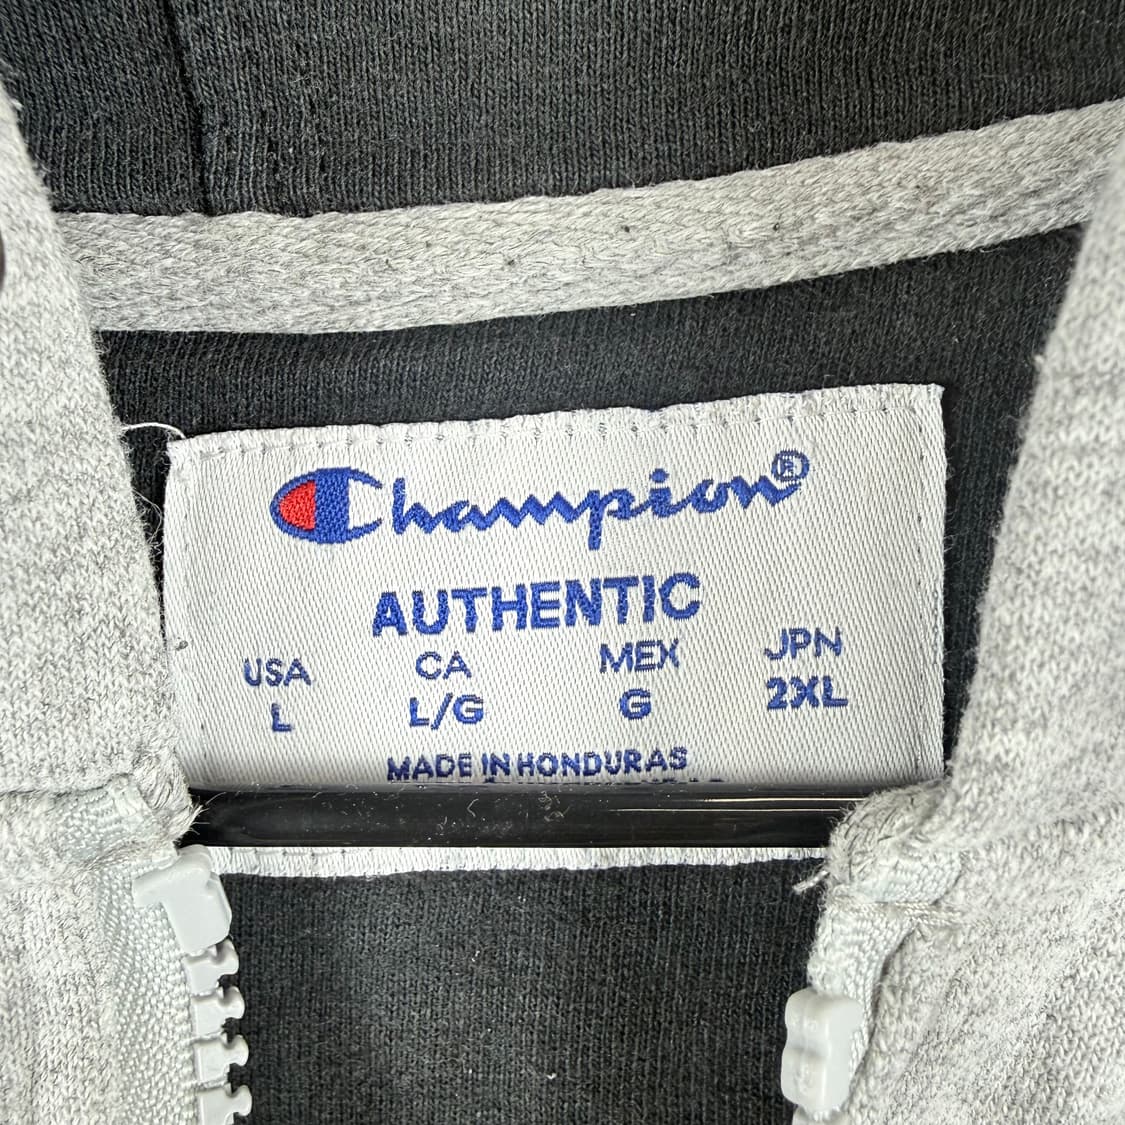 Champion®
AUTHENTIC
USA CA MEX JPN
L L/G G 2XL
MADE IN HONDURAS